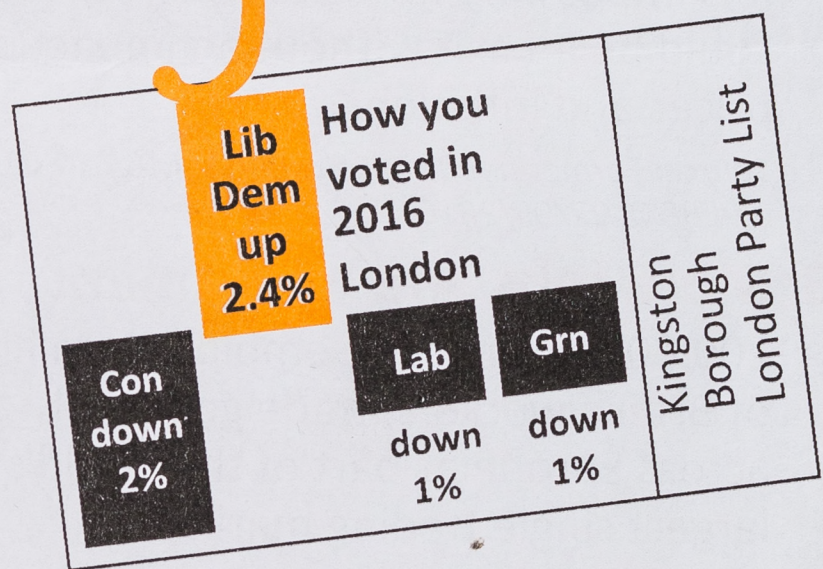 Lib
Dem
up
2.4%
How you
voted in
2016
London
Con
down
2%
Lab
down
1%
Grn
down
1%
Kingston
Borough
London Party List